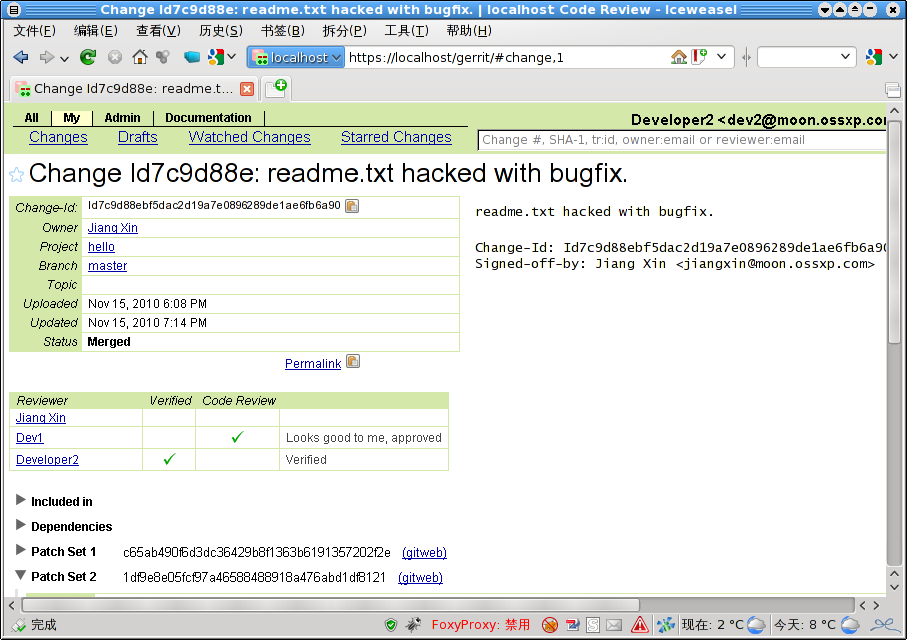 Change Id7c9d88e: readme.txt hacked with bugfix. | localhost Code Review - Iceweasel
文件(F) 编辑(E) 查看(V) 历史(S) 书签(B) 拆分(P) 工具(T) 帮助(H)
localhost https://localhost/gerrit/#change,1
Change Id7c9d88e: readme.t...
All My Admin Documentation
Developer2 <dev2@moon.ossxp.co
Changes Drafts Watched Changes Starred Changes
Change #, SHA-1, tr:id, owner:email or reviewer:email
Change Id7c9d88e: readme.txt hacked with bugfix.
Change-Id: Id7c9d88ebf5dac2d19a7e0896289de1ae6fb6a90
Owner Jiang Xin
Project hello
Branch master
Topic
Uploaded Nov 15, 2010 6:08 PM
Updated Nov 15, 2010 7:14 PM
Status Merged
Permalink
readme.txt hacked with bugfix.
Change-Id: Id7c9d88ebf5dac2d19a7e0896289de1ae6fb6a90
Signed-off-by: Jiang Xin <jiangxin@moon.ossxp.com>
Reviewer Verified Code Review
Jiang Xin
Dev1 ✓ Looks good to me, approved
Developer2 ✓ Verified
Included in
Dependencies
Patch Set 1 c65ab490f6d3dc36429b8f1363b6191357202f2e (gitweb)
Patch Set 2 1df9e8e05fcf97a46588488918a476abd1df8121 (gitweb)
完成 FoxyProxy: 禁用 现在: 2 °C 今天: 8 °C